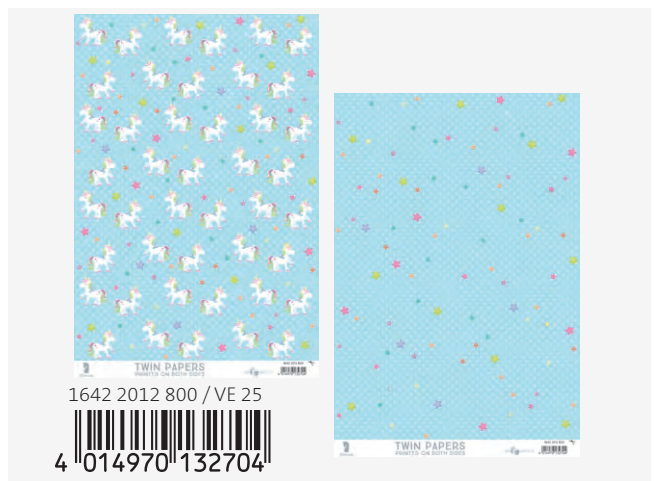 TWIN PAPERS
PRINTED ON BOTH SIDES
1642 2012 800 / VE 25
4 014970 132704
TWIN PAPERS
PRINTED ON BOTH SIDES